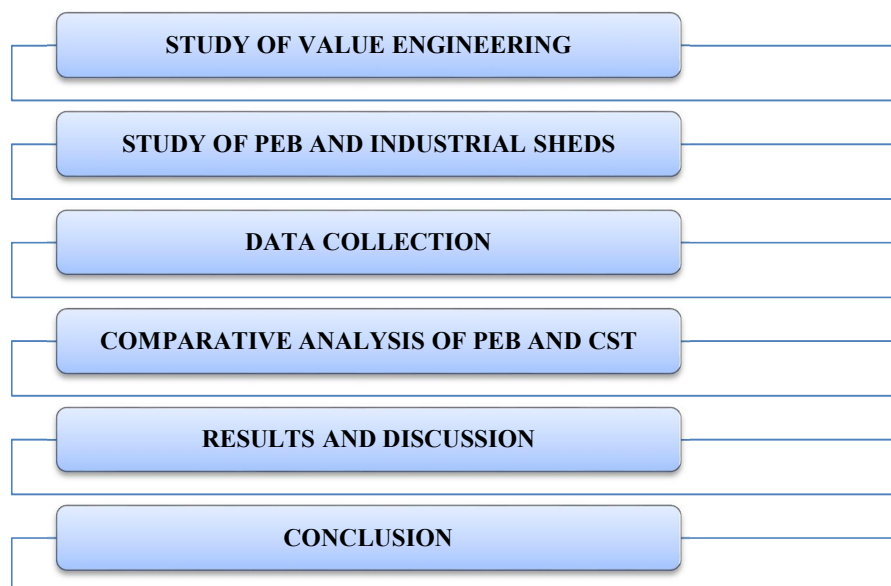 STUDY OF VALUE ENGINEERING
STUDY OF PEB AND INDUSTRIAL SHEDS
DATA COLLECTION
COMPARATIVE ANALYSIS OF PEB AND CST
RESULTS AND DISCUSSION
CONCLUSION